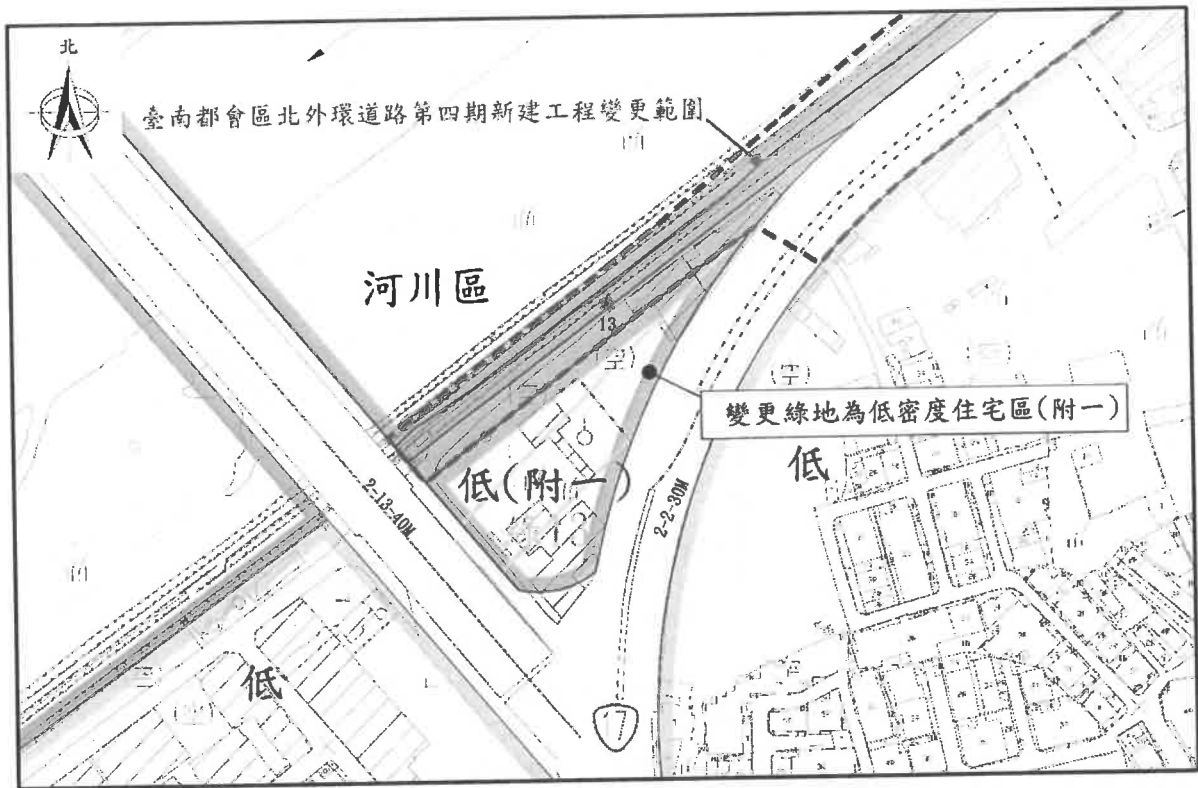 北
臺南都會區北外環道路第四期新建工程變更範圍
河川區
13
(空)
變更綠地為低密度住宅區(附一)
低(附一)
低
2-13-40M
2-2-30M
低
17